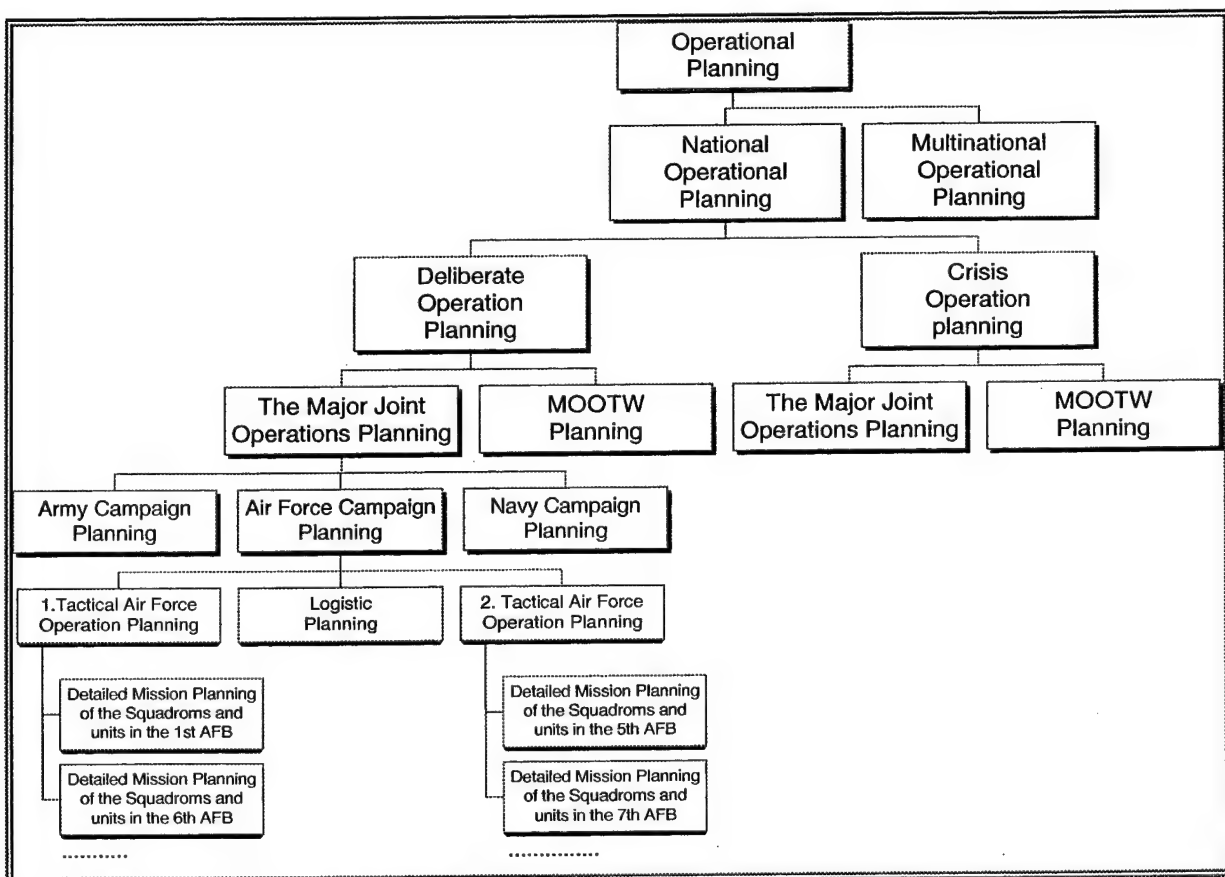 Operational
Planning
National
Operational
Planning
Multinational
Operational
Planning
Deliberate
Operation
Planning
Crisis
Operation
planning
The Major Joint
Operations Planning
MOOTW
Planning
The Major Joint
Operations Planning
MOOTW
Planning
Army Campaign
Planning
Air Force Campaign
Planning
Navy Campaign
Planning
1.Tactical Air Force
Operation Planning
Logistic
Planning
2. Tactical Air Force
Operation Planning
Detailed Mission Planning
of the Squadroms and
units in the 1st AFB
Detailed Mission Planning
of the Squadroms and
units in the 5th AFB
Detailed Mission Planning
of the Squadroms and
units in the 6th AFB
Detailed Mission Planning
of the Squadroms and
units in the 7th AFB
...........
...............